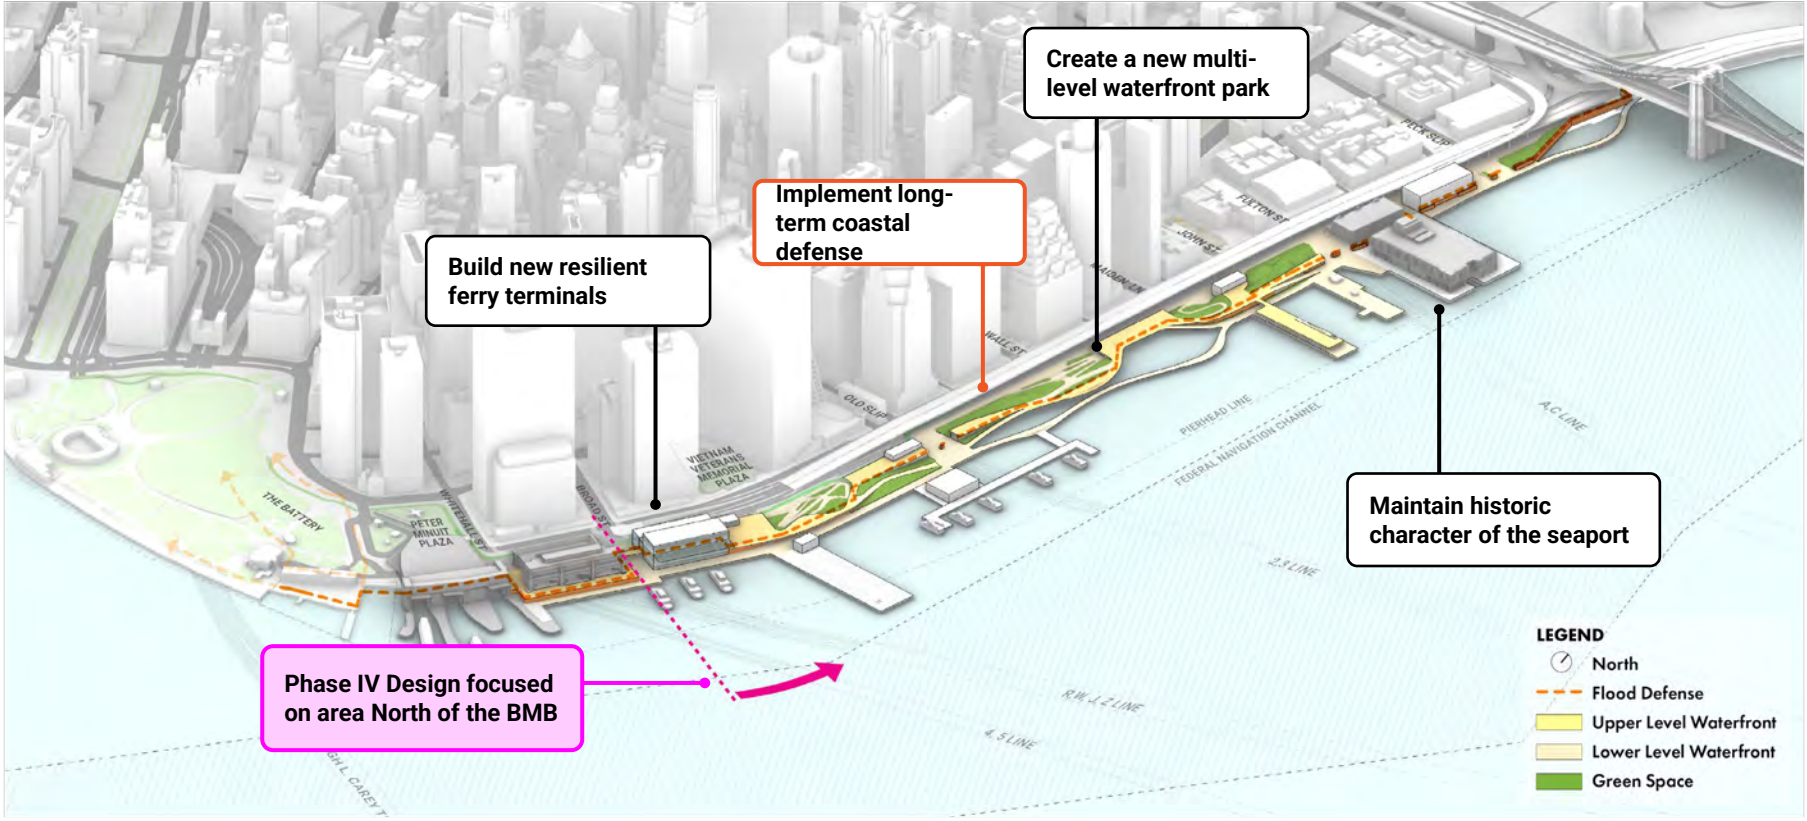 Create a new multi-
level waterfront park
Implement long-
term coastal
defense
Build new resilient
ferry terminals
Maintain historic
character of the seaport
Phase IV Design focused
on area North of the BMB
PECK SLIP
FULTON ST
JOHN ST
MAIDEN LN
WALL ST
OLD SLIP
VIETNAM
VETERANS
MEMORIAL
PLAZA
BROAD ST
WHITEHALL ST
PETER
MINUIT
PLAZA
THE BATTERY
PIERHEAD LINE
FEDERAL NAVIGATION CHANNEL
A,C LINE
2,3 LINE
R,W, J, Z LINE
4, 5 LINE
GH L. CAREY T
LEGEND
North
Flood Defense
Upper Level Waterfront
Lower Level Waterfront
Green Space